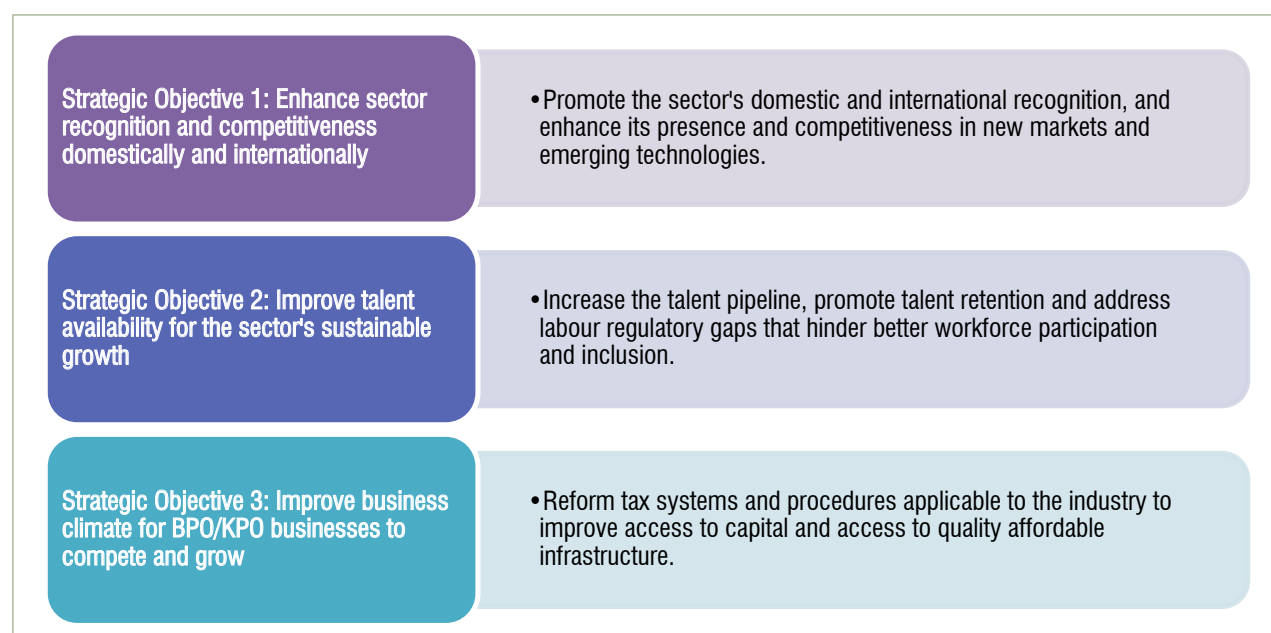 Strategic Objective 1: Enhance sector
recognition and competitiveness
domestically and internationally
•Promote the sector's domestic and international recognition, and
enhance its presence and competitiveness in new markets and
emerging technologies.
Strategic Objective 2: Improve talent
availability for the sector's sustainable
growth
•Increase the talent pipeline, promote talent retention and address
labour regulatory gaps that hinder better workforce participation
and inclusion.
Strategic Objective 3: Improve business
climate for BPO/KPO businesses to
compete and grow
•Reform tax systems and procedures applicable to the industry to
improve access to capital and access to quality affordable
infrastructure.